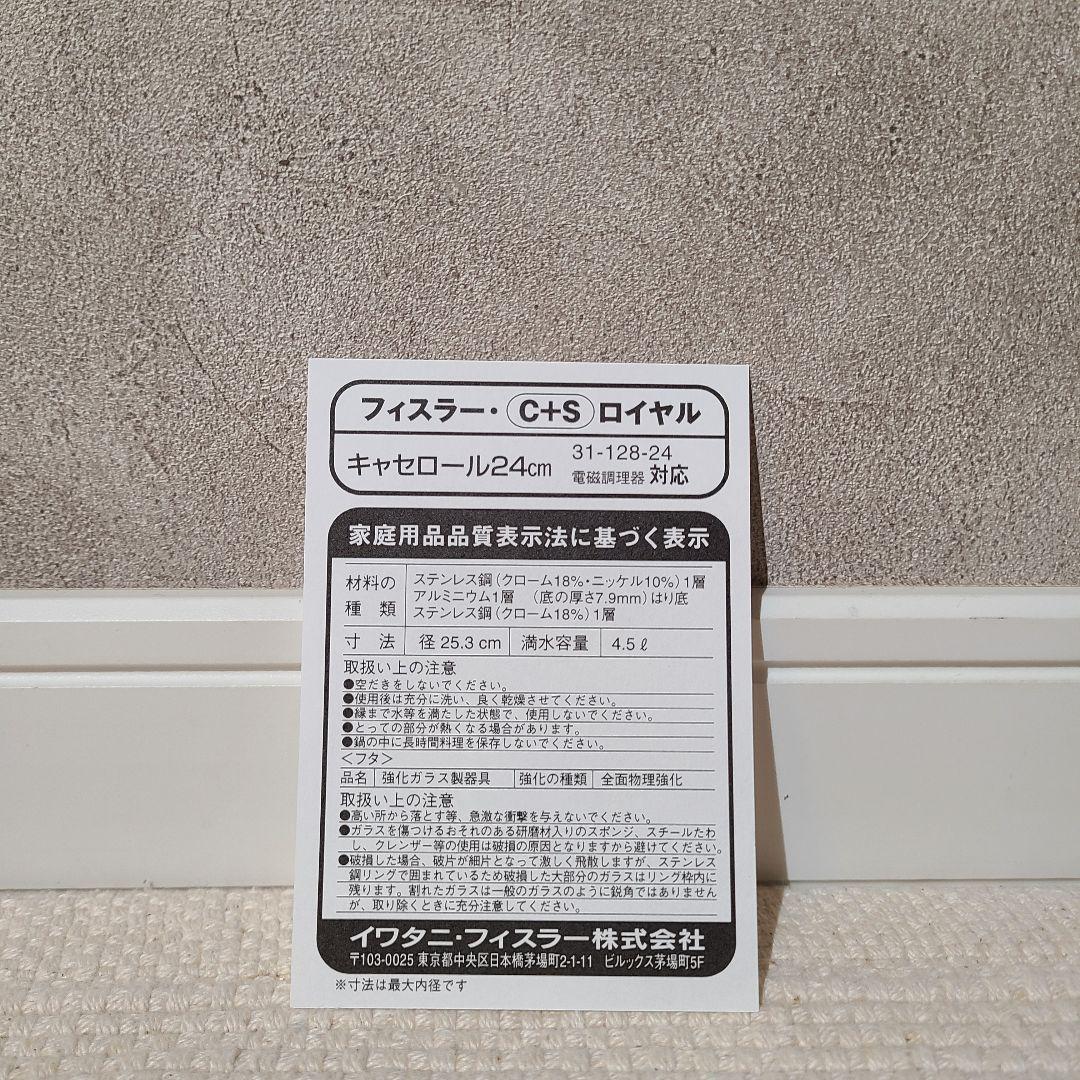 フィスラー・C+Sロイヤル
キャセロール24cm
31-128-24
電磁調理器 対応
家庭用品品質表示法に基づく表示
材料の種類
ステンレス鋼(クローム18%・ニッケル10%)1層
アルミニウム1層 (底の厚さ7.9mm)はり底
ステンレス鋼(クローム18%)1層
寸法 径25.3cm 満水容量 4.5ℓ
取扱い上の注意
●空だきをしないでください。
●使用後は充分に洗い、良く乾燥させてください。
●縁まで水等を満たした状態で、使用しないでください。
●とっての部分が熱くなる場合があります。
●鍋の中に長時間料理を保存しないでください。
<フタ>
品名 強化ガラス製器具 強化の種類 全面物理強化
取扱い上の注意
●高い所から落とす等、急激な衝撃を与えないでください。
●ガラスを傷つけるおそれのある研磨材入りのスポンジ、スチールたわ
し、クレンザー等の使用は破損の原因となりますから避けてください。
●破損した場合、破片が細片となって激しく飛散しますが、ステンレス
鋼リングで囲まれているため破損した大部分のガラスはリング枠内に
残ります。割れたガラスは一般のガラスのように鋭角ではありません
が、取り除くときに充分注意してください。
イワタニ・フィスラー株式会社
〒103-0025 東京都中央区日本橋茅場町2-1-11 ビルックス茅場町5F
※寸法は最大内径です